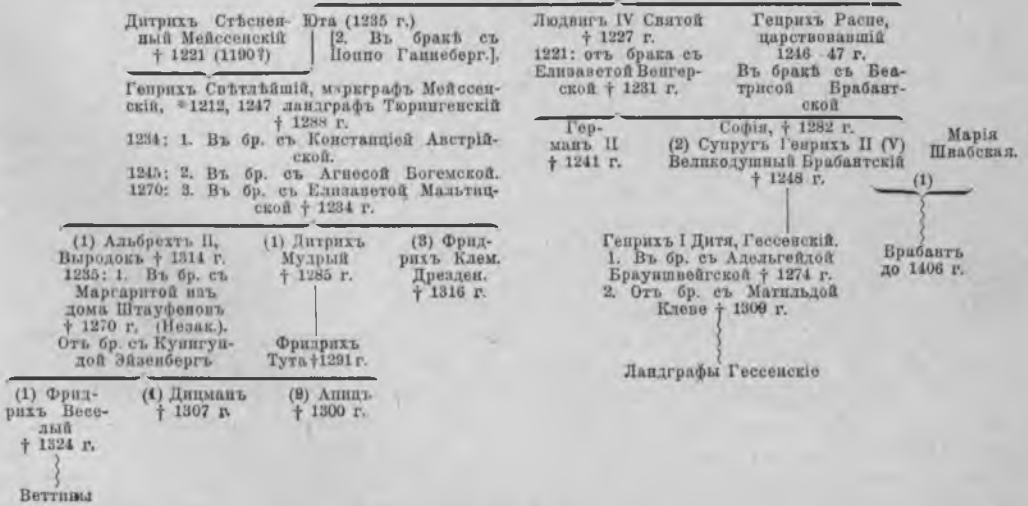 Дитрихъ Стѣснен-
ный Мейссенскій
† 1221 (1190?)
Юта (1235 г.)
[2. Въ бракѣ съ
Поппо Ганнеберг.].
Людвигъ IV Святой
† 1227 г.
1221: отъ брака съ
Елизаветой Венгер-
ской † 1231 г.
Генрихъ Распе,
царствовавшій
1246 47 г.
Въ бракѣ съ Беа-
трисой Брабант-
ской
Генрихъ Свѣтлѣйшій, маркграфъ Мейссен-
скій, *1212, 1247 ландграфъ Тюрингенскій
† 1288 г.
1234: 1. Въ бр. съ Констанціей Австрій-
ской.
1245: 2. Въ бр. съ Агнесой Богемской.
1270: 3. Въ бр. съ Елизаветой Мальтиц-
ской † 1234 г.
Гер-
манъ II
† 1241 г.
Софія, † 1282 г.
(2) Супругъ Генрихъ II (V)
Великодушный Брабантскій
† 1248 г.
Марія
Швабская.
(1)
(1) Альбрехтъ II,
Выродокъ † 1314 г.
1235: 1. Въ бр. съ
Маргаритой изъ
дома Штауфеновъ
† 1270 г. (Незак.).
Отъ бр. съ Кунигун-
дой Эйзенбергъ
(1) Дитрихъ
Мудрый
† 1285 г.
(3) Фрид-
рихъ Клем.
Дрезден.
† 1316 г.
Генрихъ I Дитя, Гессенскій.
1. Въ бр. съ Адельгейдой
Брауншвейгской † 1274 г.
2. Отъ бр. съ Матильдой
Клеве † 1309 г.
Брабантъ
до 1406 г.
Фридрихъ
Тута †1291 г.
Ландграфы Гессенскіе
(1) Фрид-
рихъ Весе-
лый
† 1324 г.
(1) Дицманъ
† 1307 г.
(2) Апицъ
† 1300 г.
Веттины